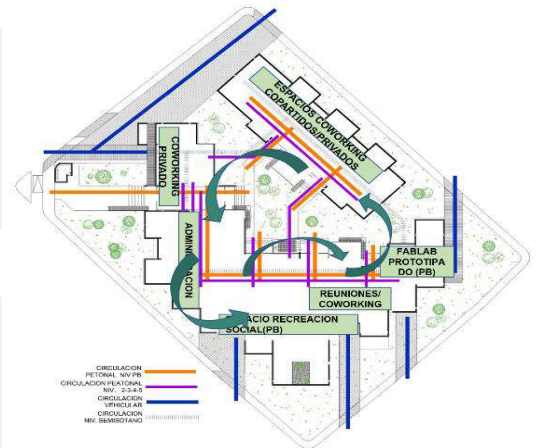 ESPACIOS COWORKING
COPARTIDOS/PRIVADOS
COWORKING
PRIVADO
ADMINISTRACION
FABLAB
PROTOTIPA
DO (PB)
REUNIONES/
COWORKING
ACIO RECREACION
SOCIAL(PB)
CIRCULACION
PETONAL NIV.PB
CIRCULACION PEATONAL
NIV. 2-3-4-5
CIRCULACION
VEHICULAR
CIRCULACION
NIV. SEMISOTANO